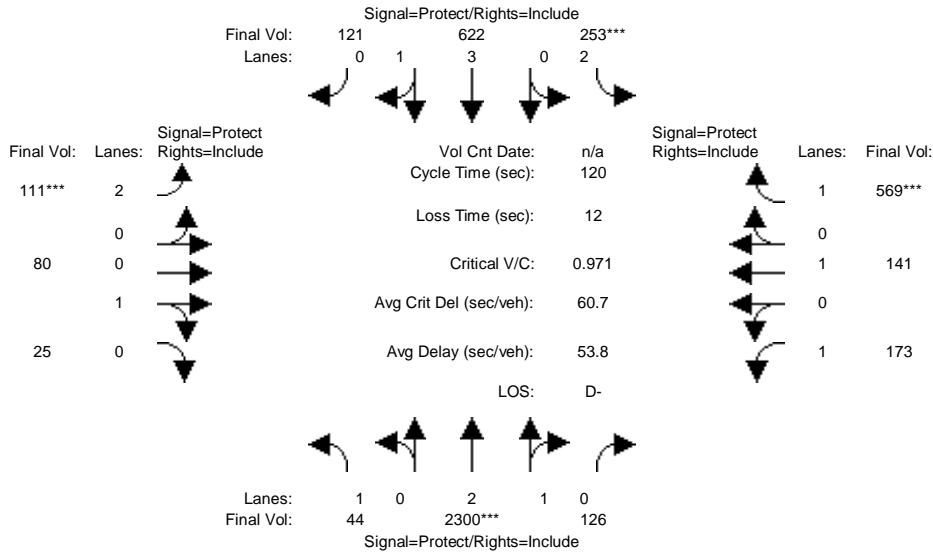 Signal=Protect/Rights=Include
Final Vol: 121 622 253***
Lanes: 0 1 3 0 2
Signal=Protect Signal=Protect
Final Vol: Lanes: Rights=Include Vol Cnt Date: n/a Rights=Include Lanes: Final Vol:
Cycle Time (sec): 120
111*** 2 1 569***
Loss Time (sec): 12
0 0
80 0 Critical V/C: 0.971 1 141
1 Avg Crit Del (sec/veh): 60.7 0
25 0 Avg Delay (sec/veh): 53.8 1 173
LOS: D-
Lanes: 1 0 2 1 0
Final Vol: 44 2300*** 126
Signal=Protect/Rights=Include